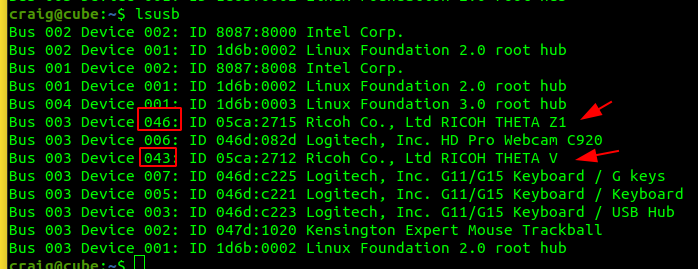 craig@cube:~$ lsusb
Bus 002 Device 002: ID 8087:8000 Intel Corp.
Bus 002 Device 001: ID 1d6b:0002 Linux Foundation 2.0 root hub
Bus 001 Device 002: ID 8087:8008 Intel Corp.
Bus 001 Device 001: ID 1d6b:0002 Linux Foundation 2.0 root hub
Bus 004 Device 001: ID 1d6b:0003 Linux Foundation 3.0 root hub
Bus 003 Device 046: ID 05ca:2715 Ricoh Co., Ltd RICOH THETA Z1
Bus 003 Device 006: ID 046d:082d Logitech, Inc. HD Pro Webcam C920
Bus 003 Device 043: ID 05ca:2712 Ricoh Co., Ltd RICOH THETA V
Bus 003 Device 007: ID 046d:c225 Logitech, Inc. G11/G15 Keyboard / G keys
Bus 003 Device 005: ID 046d:c221 Logitech, Inc. G11/G15 Keyboard / Keyboard
Bus 003 Device 003: ID 046d:c223 Logitech, Inc. G11/G15 Keyboard / USB Hub
Bus 003 Device 002: ID 047d:1020 Kensington Expert Mouse Trackball
Bus 003 Device 001: ID 1d6b:0002 Linux Foundation 2.0 root hub
craig@cube:~$